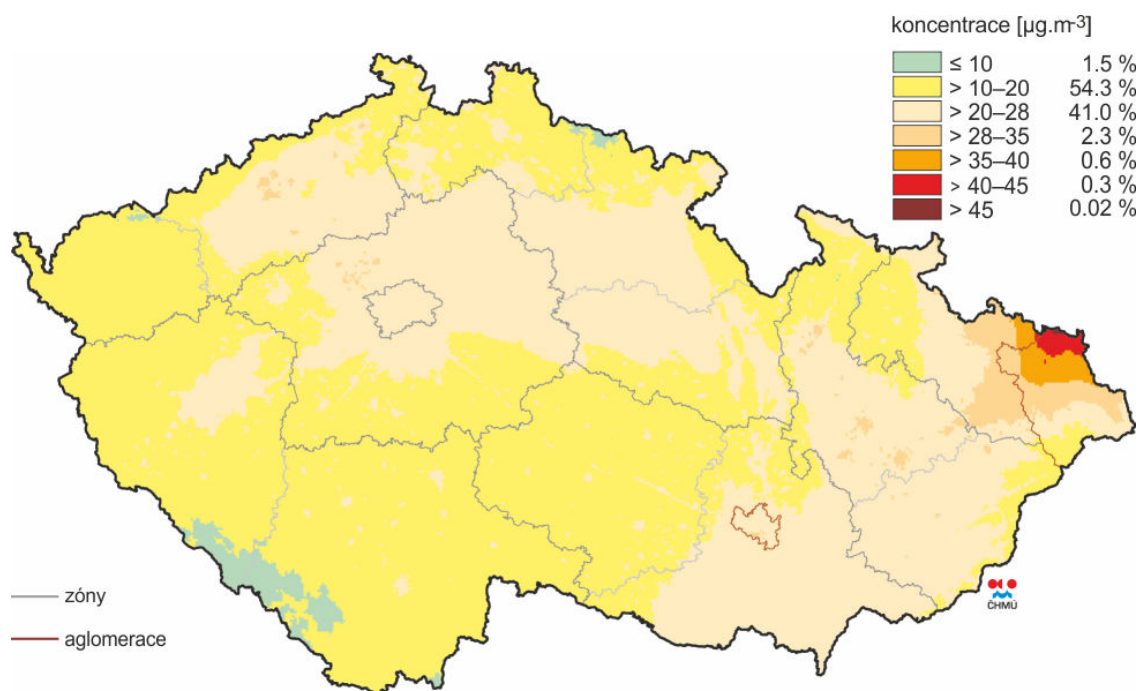 koncentrace [µg.m-3]
≤ 10 1.5 %
> 10–20 54.3 %
> 20–28 41.0 %
> 28–35 2.3 %
> 35–40 0.6 %
> 40–45 0.3 %
> 45 0.02 %
zóny
aglomerace
ČHMÚ